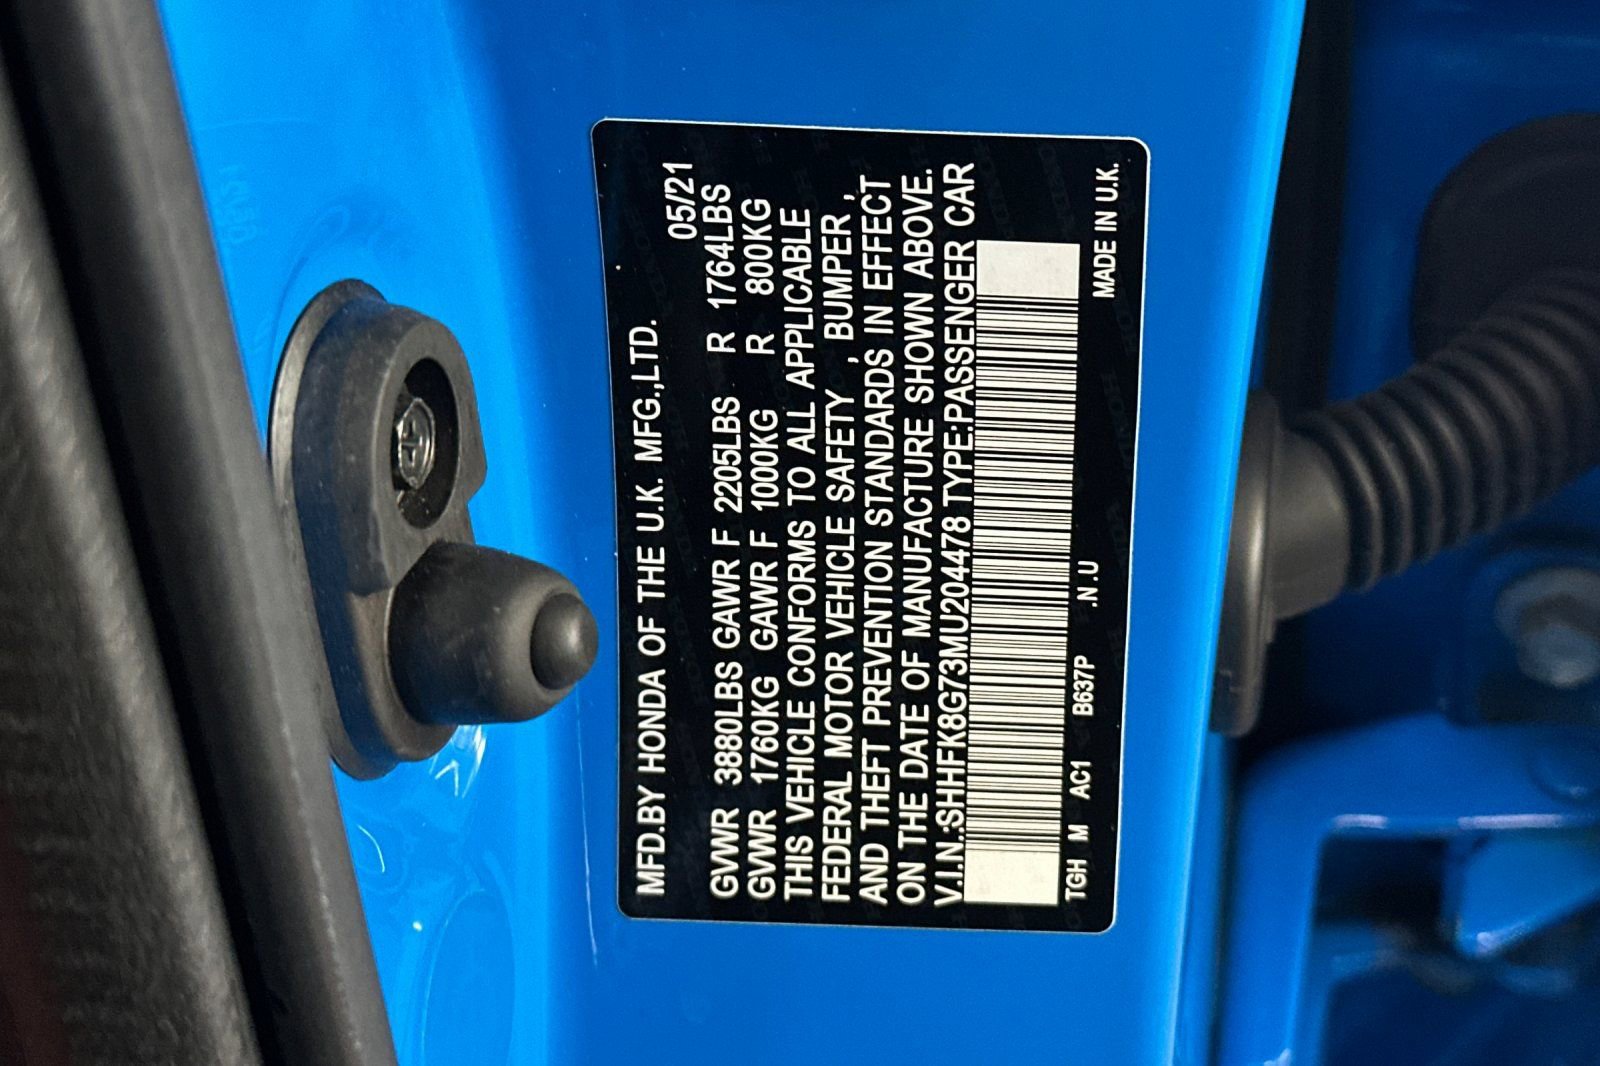 MFD.BY HONDA OF THE U.K. MFG.,LTD.
05/21
GVWR 3880LBS GAWR F 2205LBS R 1764LBS
GVWR 1760KG GAWR F 1000KG R 800KG
THIS VEHICLE CONFORMS TO ALL APPLICABLE
FEDERAL MOTOR VEHICLE SAFETY , BUMPER ,
AND THEFT PREVENTION STANDARDS IN EFFECT
ON THE DATE OF MANUFACTURE SHOWN ABOVE.
V.I.N.:SHHFK8G73MU204478 TYPE:PASSENGER CAR
TGH M AC1 B637P .N.U MADE IN U.K.